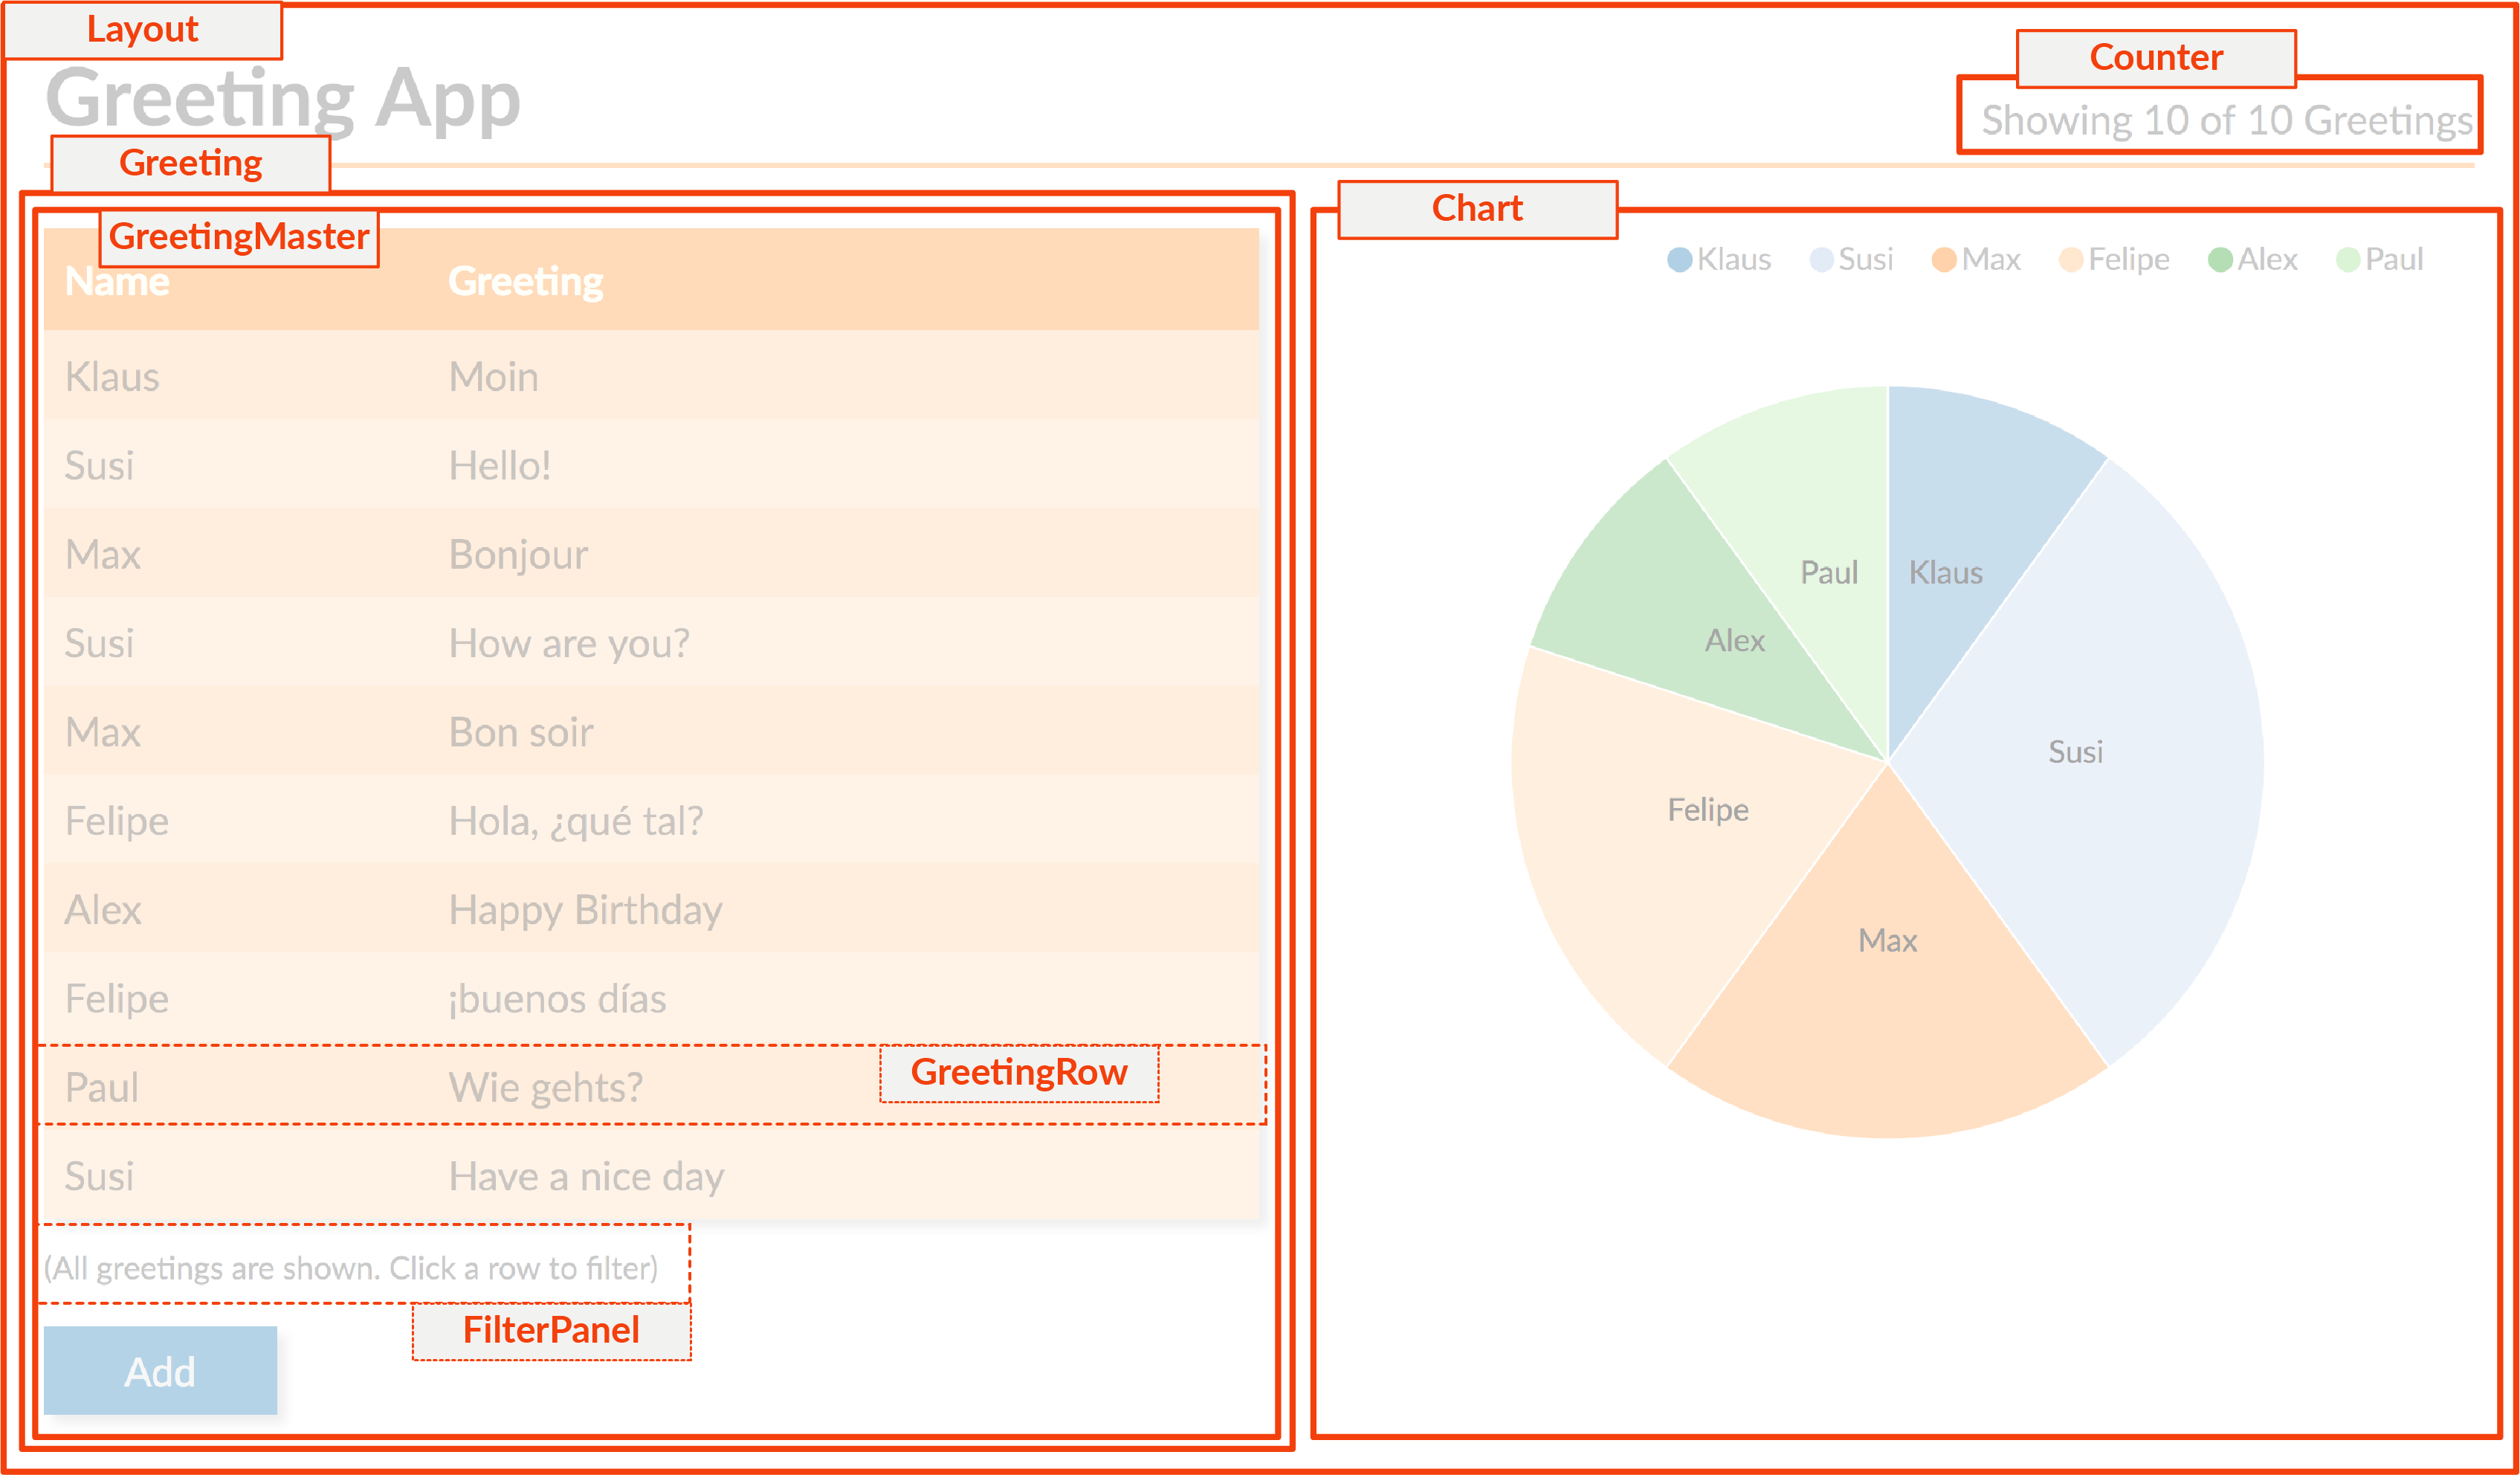 Layout
Counter
Greeting App
Showing 10 of 10 Greetings
Greeting
GreetingMaster
Name Greeting
Klaus Moin
Susi Hello!
Max Bonjour
Susi How are you?
Max Bon soir
Felipe Hola, ¿qué tal?
Alex Happy Birthday
Felipe ¡buenos días
Paul Wie gehts?
GreetingRow
Susi Have a nice day
(All greetings are shown. Click a row to filter)
FilterPanel
Add
Chart
Klaus Susi Max Felipe Alex Paul
Paul Klaus
Alex
Susi
Felipe
Max